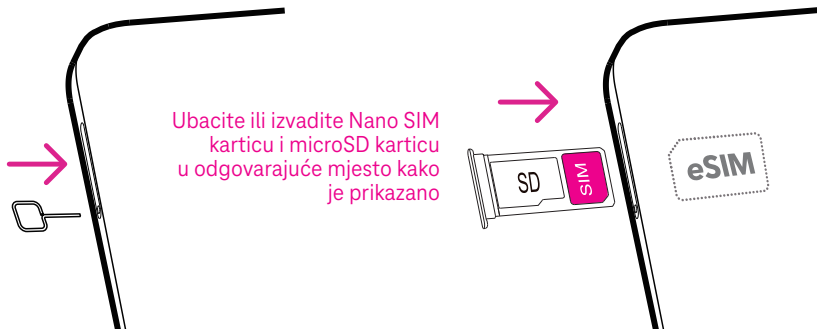 Ubacite ili izvadite Nano SIM
karticu i microSD karticu
u odgovarajuće mjesto kako
je prikazano
SD
SIM
eSIM